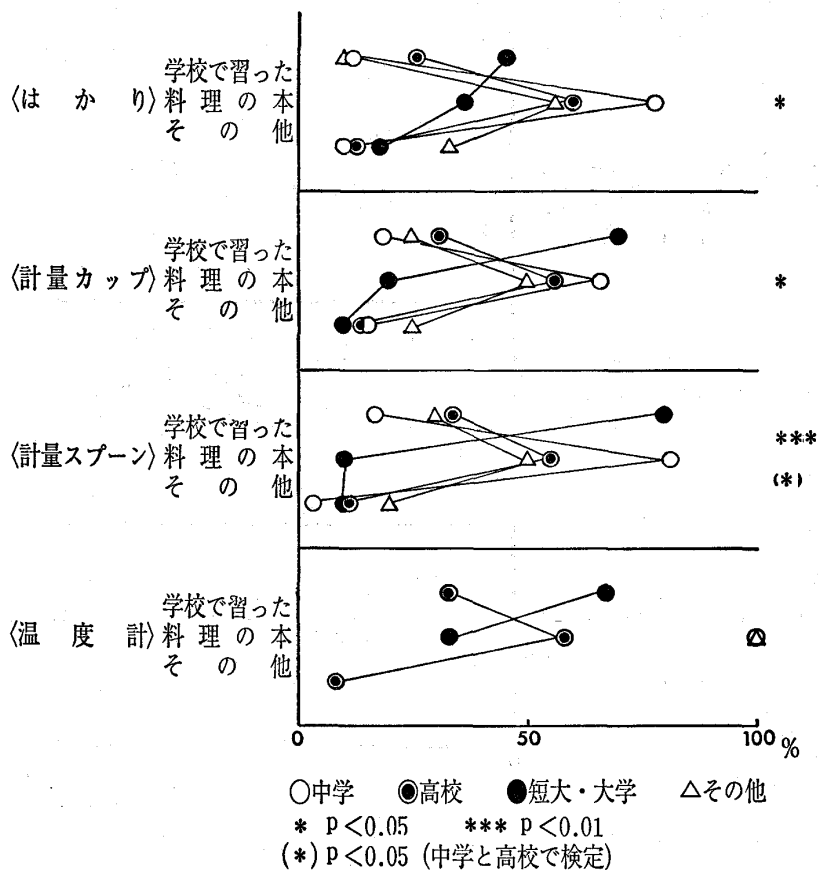 学校で習った
〈はかり〉料理の本 *
その他
学校で習った
〈計量カップ〉料理の本 *
その他
学校で習った ***
〈計量スプーン〉料理の本
その他 (*)
学校で習った
〈温度計〉料理の本
その他
0 50 100 %
○中学 ◉高校 ●短大・大学 △その他
* p<0.05 *** p<0.01
(*) p<0.05 (中学と高校で検定)